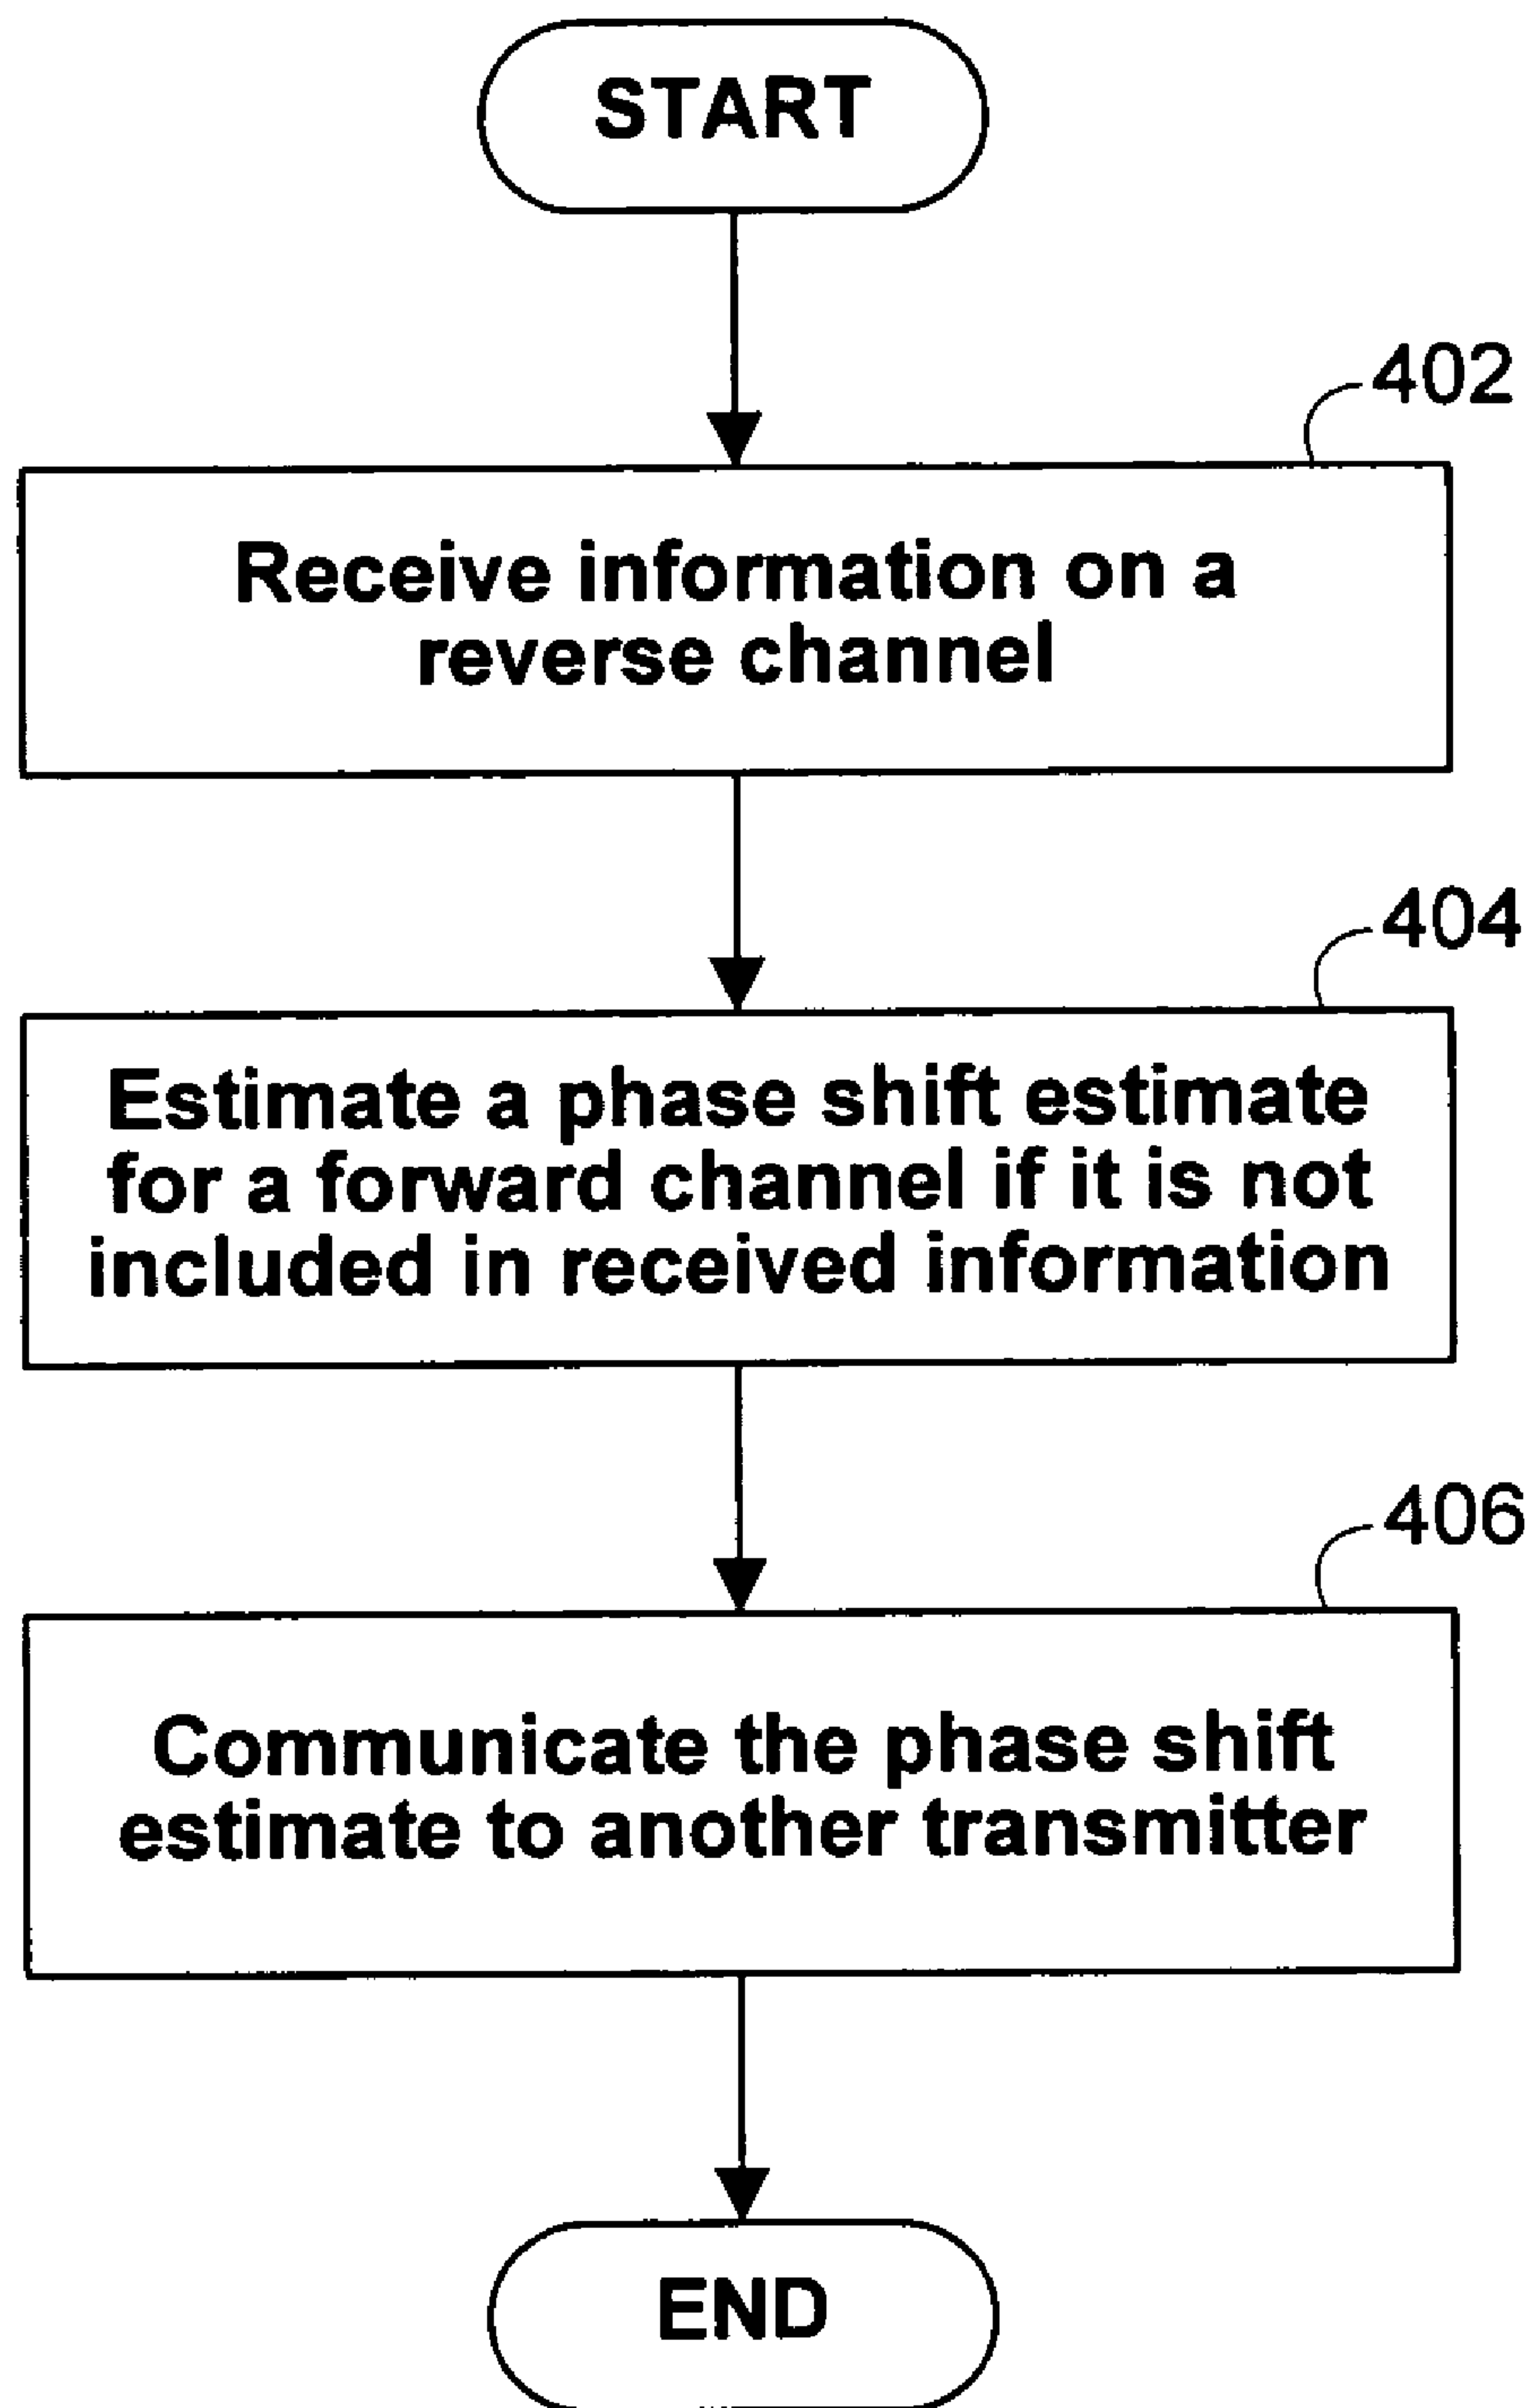 START
402
Receive information on a
reverse channel
404
Estimate a phase shift estimate
for a forward channel if it is not
included in received information
406
Communicate the phase shift
estimate to another transmitter
END